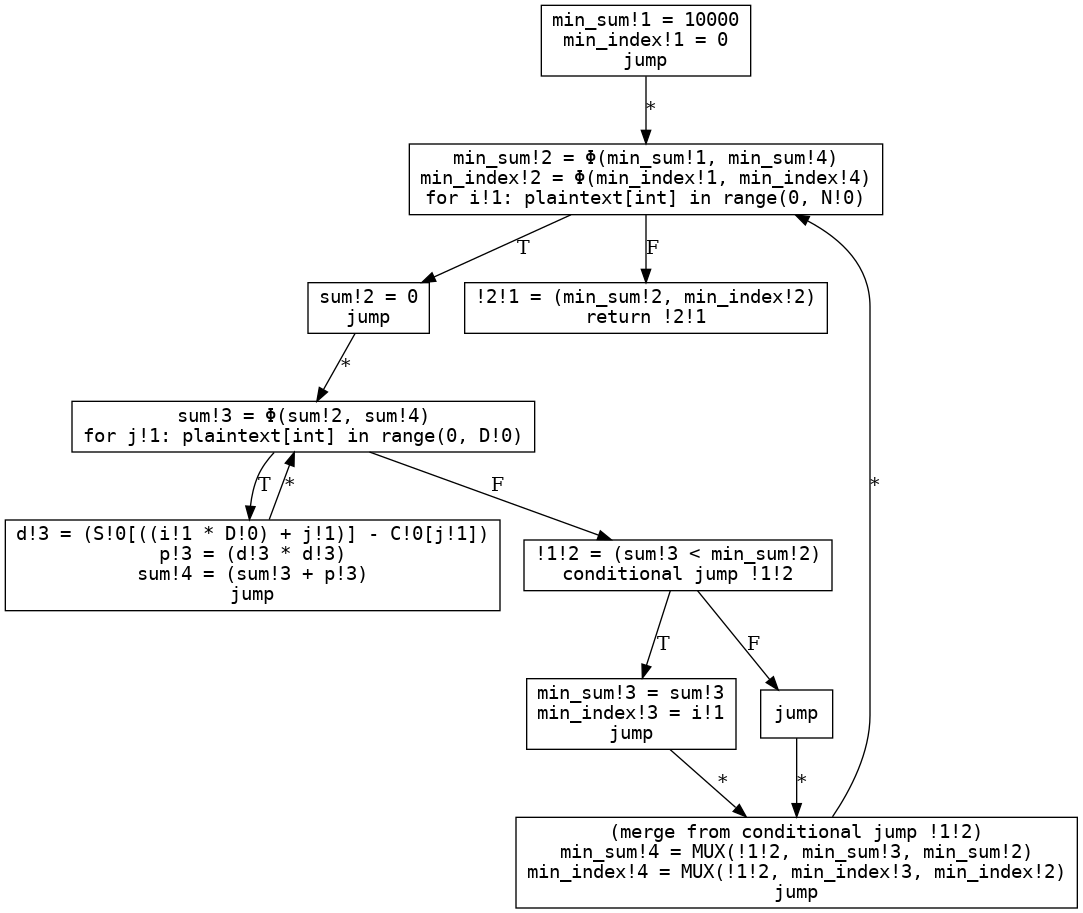 min_sum!1 = 10000
min_index!1 = 0
jump
*
min_sum!2 = Φ(min_sum!1, min_sum!4)
min_index!2 = Φ(min_index!1, min_index!4)
for i!1: plaintext[int] in range(0, N!0)
T
F
sum!2 = 0
jump
!2!1 = (min_sum!2, min_index!2)
return !2!1
*
sum!3 = Φ(sum!2, sum!4)
for j!1: plaintext[int] in range(0, D!0)
T
*
F
*
d!3 = (S!0[((i!1 * D!0) + j!1)] - C!0[j!1])
p!3 = (d!3 * d!3)
sum!4 = (sum!3 + p!3)
jump
!1!2 = (sum!3 < min_sum!2)
conditional jump !1!2
T
F
min_sum!3 = sum!3
min_index!3 = i!1
jump
jump
*
*
(merge from conditional jump !1!2)
min_sum!4 = MUX(!1!2, min_sum!3, min_sum!2)
min_index!4 = MUX(!1!2, min_index!3, min_index!2)
jump